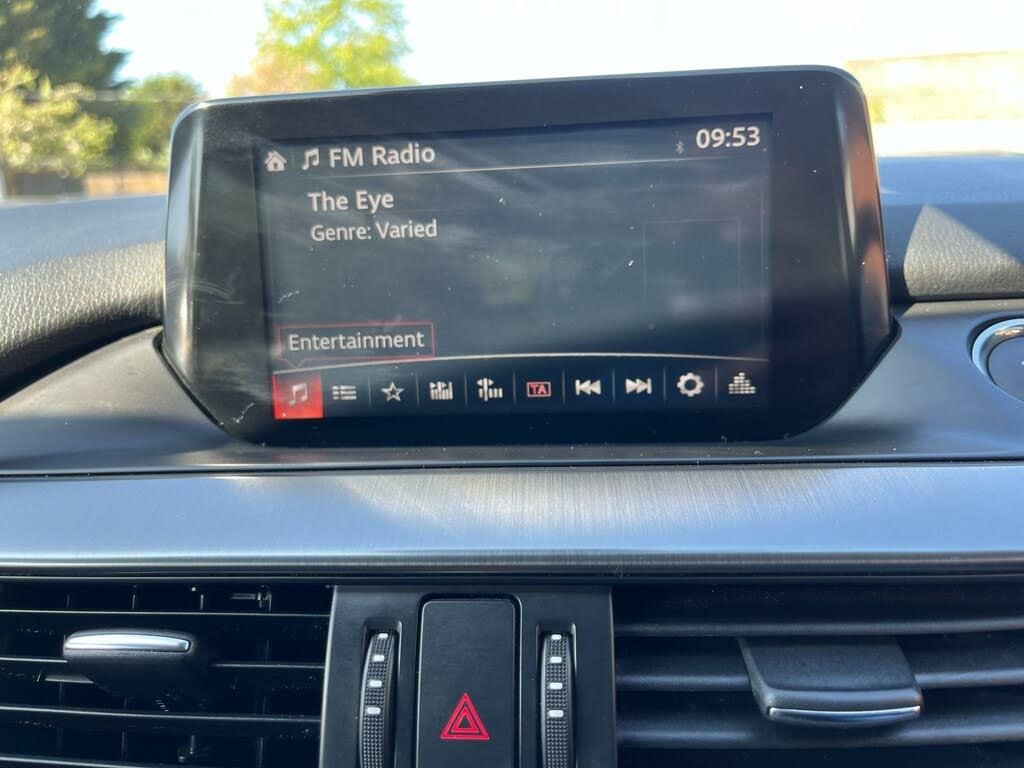 FM Radio
09:53
The Eye
Genre: Varied
Entertainment
TA